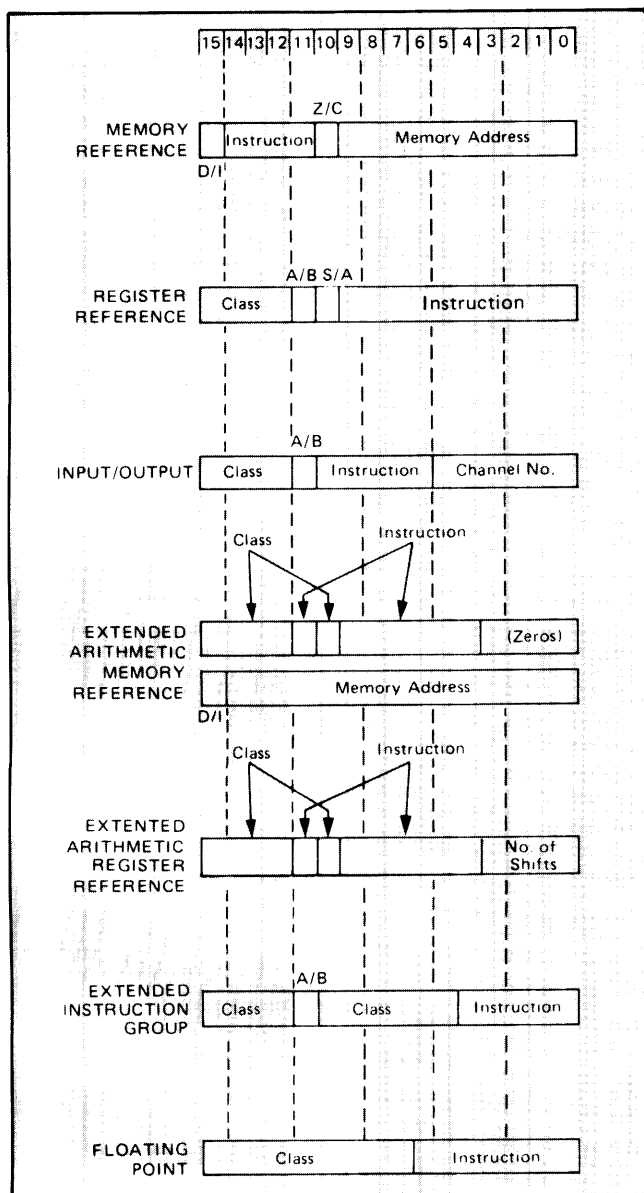 15 14 13 12 11 10 9 8 7 6 5 4 3 2 1 0
Z/C
MEMORY
REFERENCE
Instruction
Memory Address
D/I
A/B S/A
REGISTER
REFERENCE
Class
Instruction
A/B
INPUT/OUTPUT
Class
Instruction
Channel No.
Class
Instruction
EXTENDED
ARITHMETIC
MEMORY
REFERENCE
(Zeros)
Memory Address
D/I
Class
Instruction
EXTENTED
ARITHMETIC
REGISTER
REFERENCE
No. of
Shifts
A/B
EXTENDED
INSTRUCTION
GROUP
Class
Class
Instruction
FLOATING
POINT
Class
Instruction